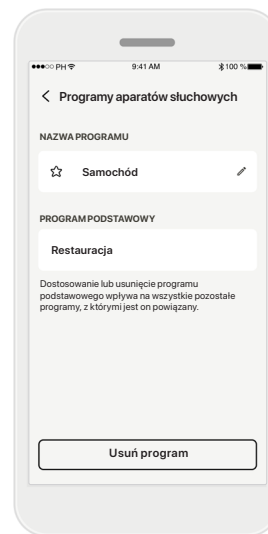 PH 9:41 AM 100 %
Programy aparatów słuchowych
NAZWA PROGRAMU
Samochód
PROGRAM PODSTAWOWY
Restauracja
Dostosowanie lub usunięcie programu
podstawowego wpływa na wszystkie pozostałe
programy, z którymi jest on powiązany.
Usuń program